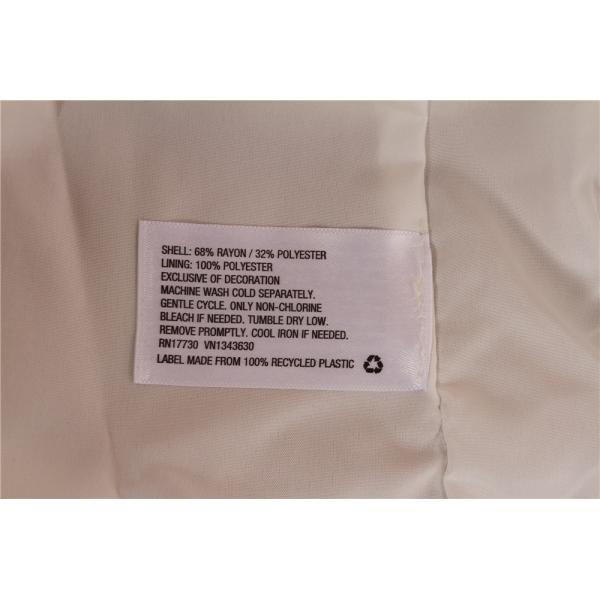 SHELL: 68% RAYON / 32% POLYESTER
LINING: 100% POLYESTER
EXCLUSIVE OF DECORATION
MACHINE WASH COLD SEPARATELY.
GENTLE CYCLE. ONLY NON-CHLORINE
BLEACH IF NEEDED. TUMBLE DRY LOW.
REMOVE PROMPTLY. COOL IRON IF NEEDED.
RN17730 VN1343630
LABEL MADE FROM 100% RECYCLED PLASTIC